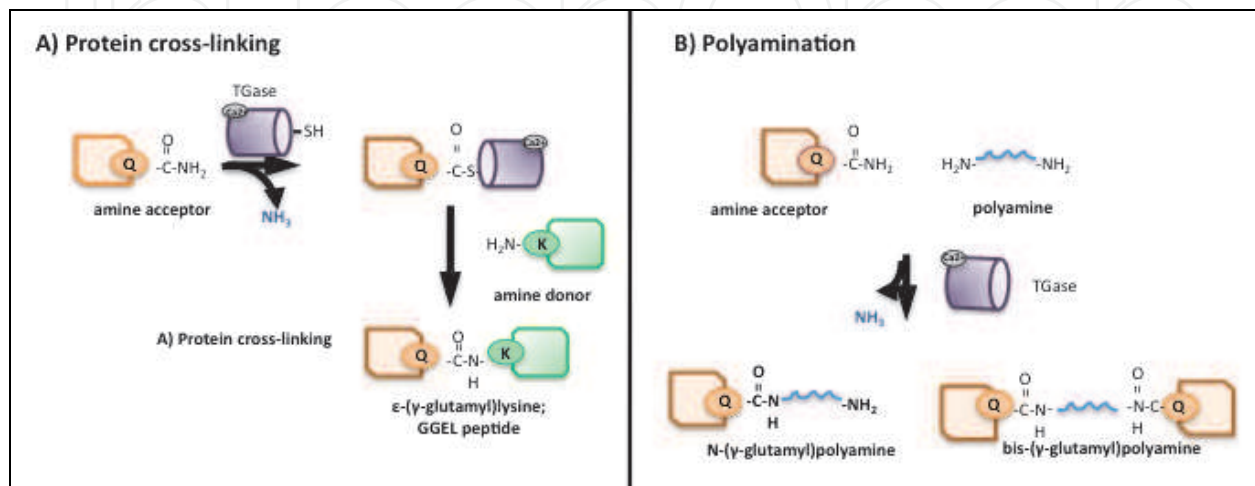 A) Protein cross-linking
TGase
Ca2+
-SH
Q
O
-C-NH₂
amine acceptor
NH₃
Q
O
-C-S-
Ca2+
H₂N-
K
amine donor
A) Protein cross-linking
Q
O
-C-N-
H
K
ε-(γ-glutamyl)lysine;
GGEL peptide
B) Polyamination
Q
O
-C-NH₂
amine acceptor
H₂N-
-NH₂
polyamine
Ca2+
TGase
NH₃
Q
O
-C-N-
H
-NH₂
N-(γ-glutamyl)polyamine
Q
O
-C-N-
H
O
-N-C-
H
Q
bis-(γ-glutamyl)polyamine